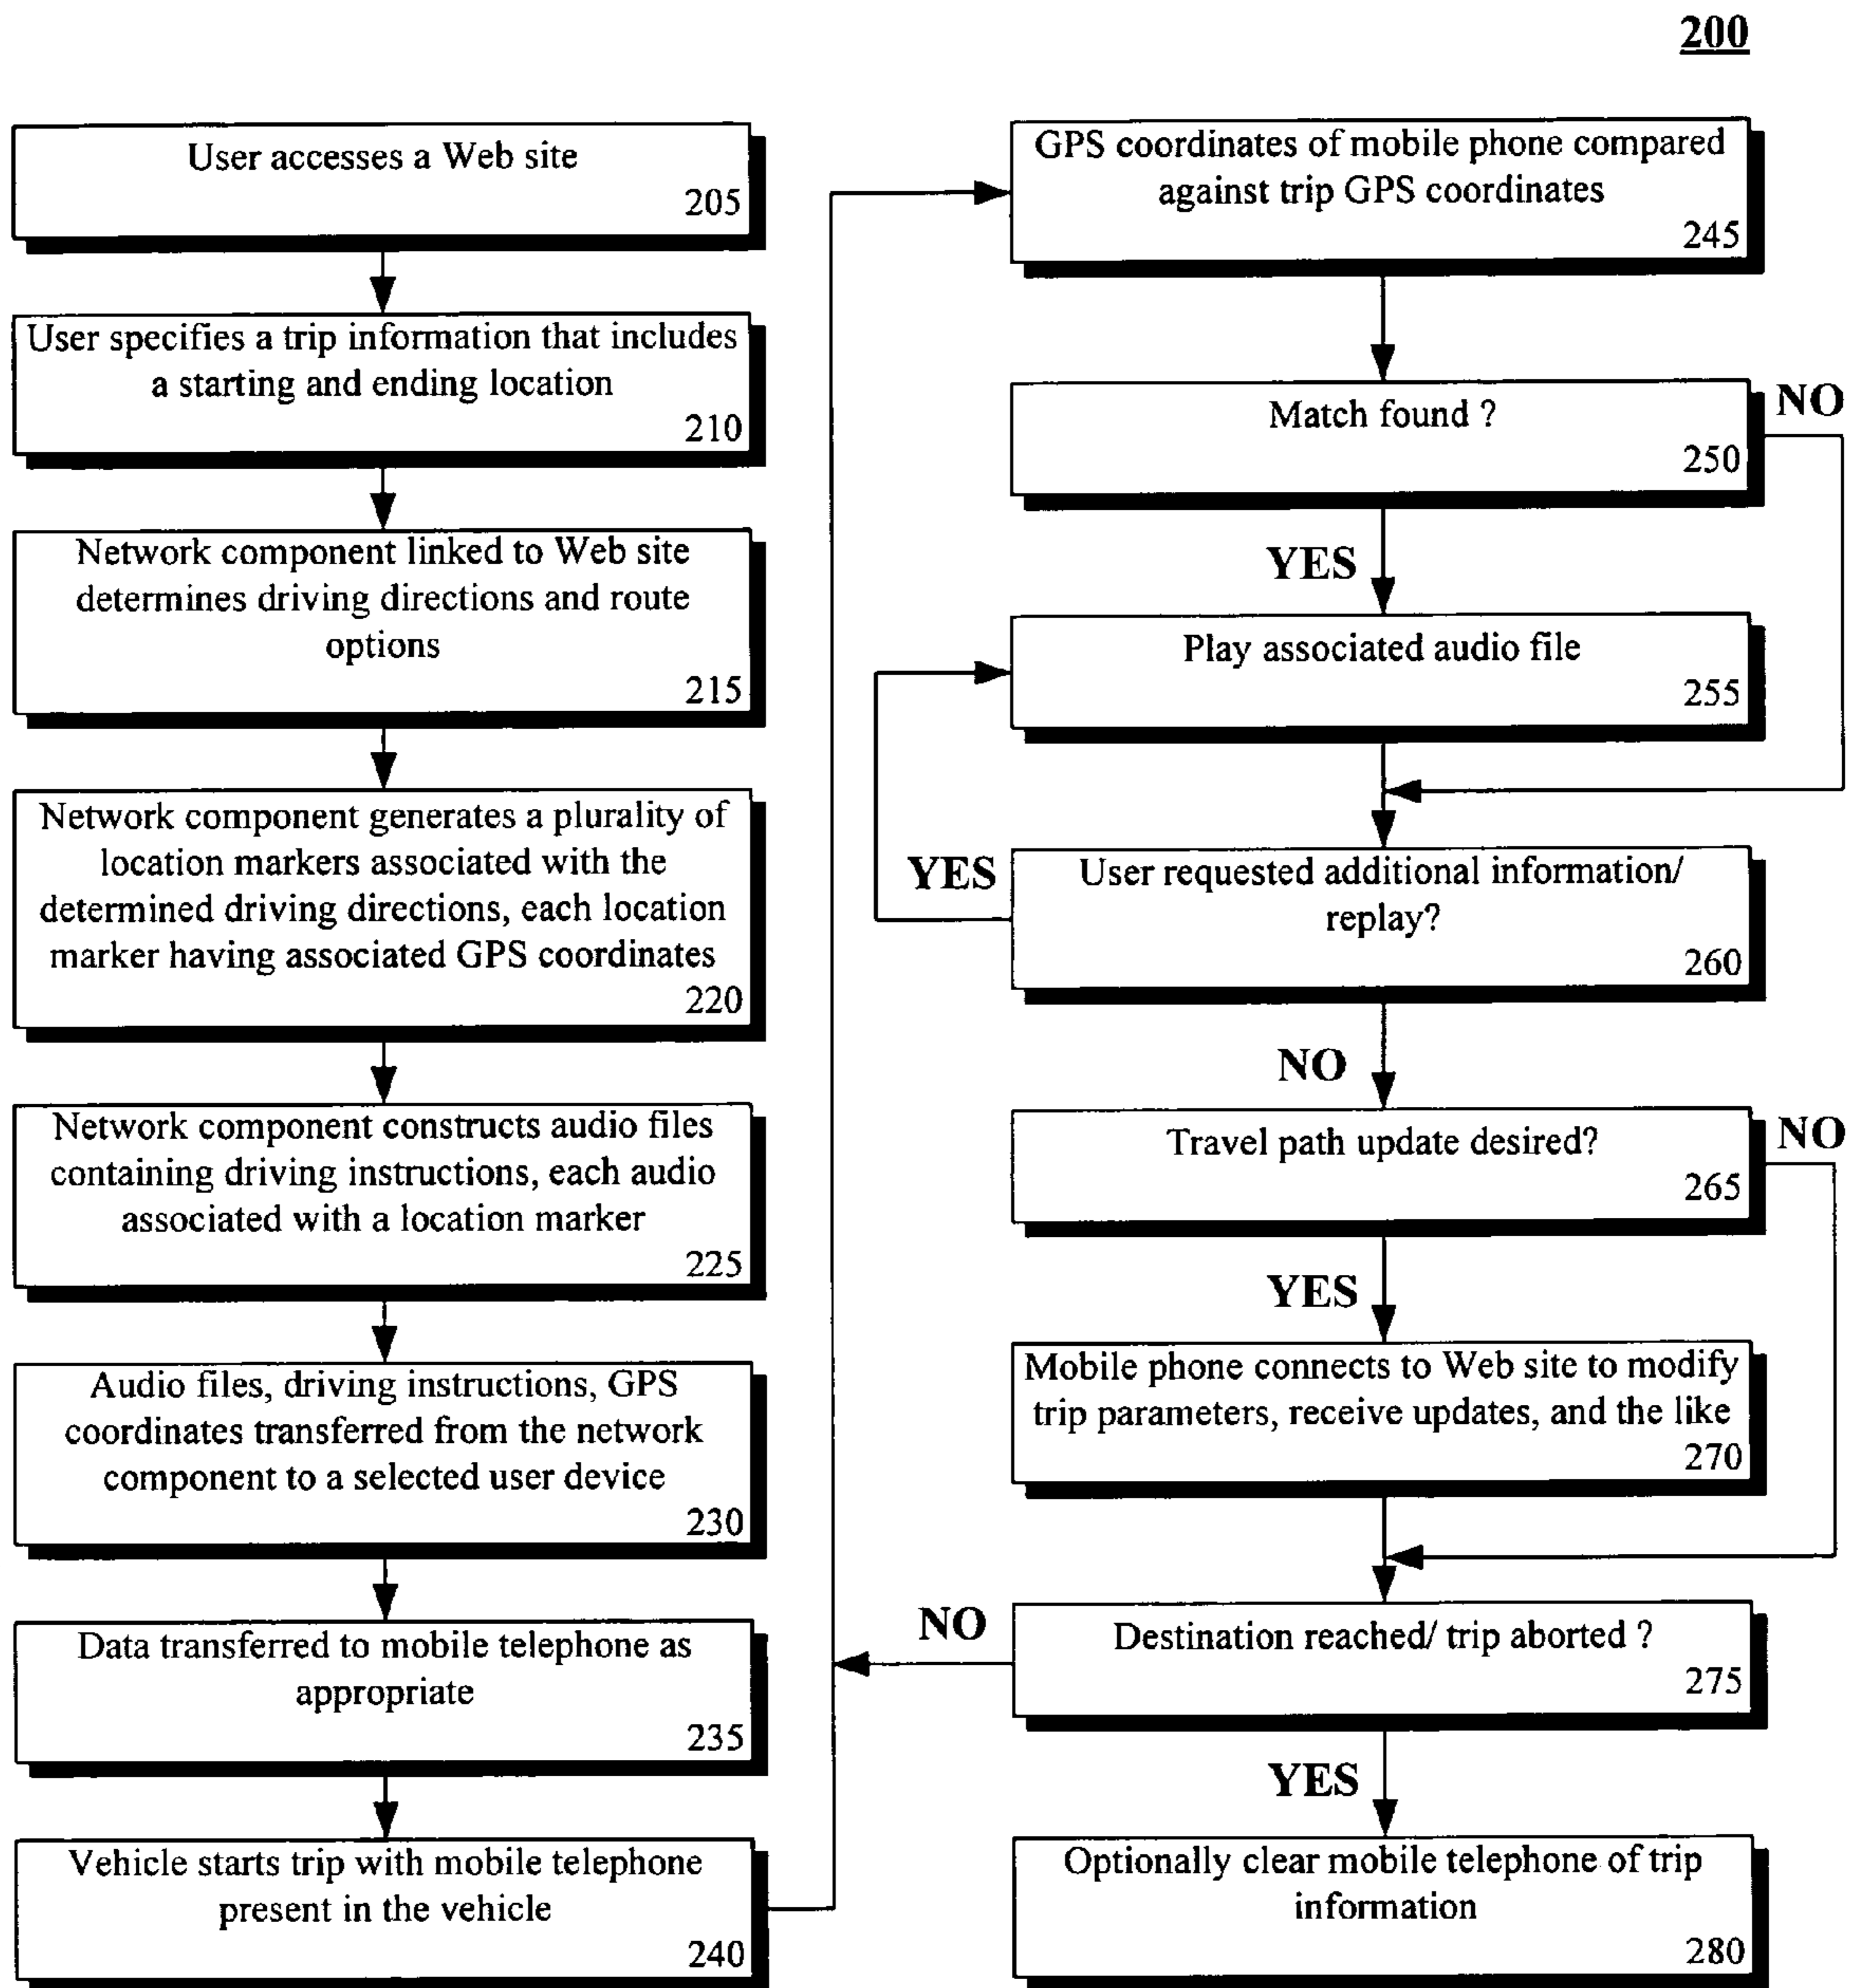 200
User accesses a Web site
205
User specifies a trip information that includes
a starting and ending location
210
Network component linked to Web site
determines driving directions and route
options
215
Network component generates a plurality of
location markers associated with the
determined driving directions, each location
marker having associated GPS coordinates
220
Network component constructs audio files
containing driving instructions, each audio
associated with a location marker
225
Audio files, driving instructions, GPS
coordinates transferred from the network
component to a selected user device
230
Data transferred to mobile telephone as
appropriate
235
Vehicle starts trip with mobile telephone
present in the vehicle
240
GPS coordinates of mobile phone compared
against trip GPS coordinates
245
Match found ?
250
NO
YES
Play associated audio file
255
YES
User requested additional information/
replay?
260
NO
Travel path update desired?
265
NO
YES
Mobile phone connects to Web site to modify
trip parameters, receive updates, and the like
270
NO
Destination reached/ trip aborted ?
275
YES
Optionally clear mobile telephone of trip
information
280